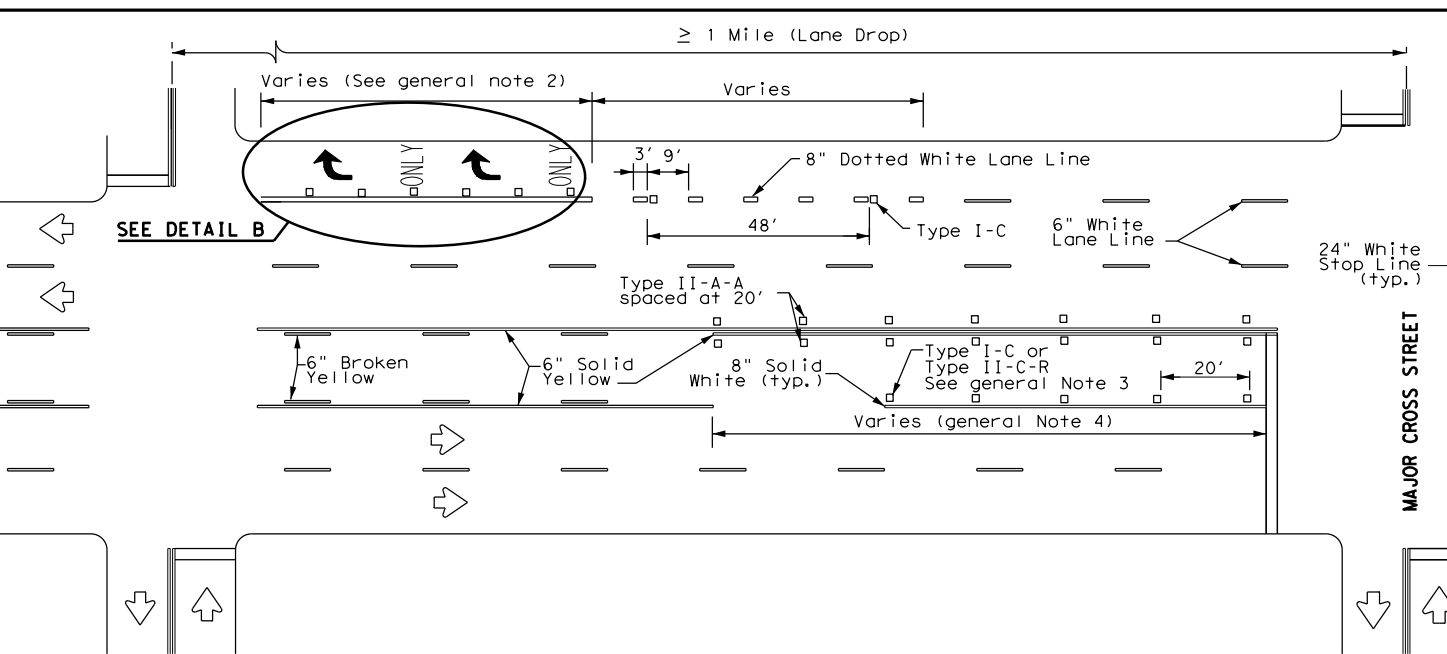 ≥ 1 Mile (Lane Drop)
Varies (See general note 2)
Varies
ONLY
ONLY
3'
9'
8" Dotted White Lane Line
SEE DETAIL B
48'
Type I-C
6" White
Lane Line
24" White
Stop Line
(typ.)
Type II-A-A
spaced at 20'
6" Broken
Yellow
6" Solid
Yellow
8" Solid
White (typ.)
Type I-C or
Type II-C-R
See general Note 3
20'
Varies (general Note 4)
MAJOR CROSS STREET